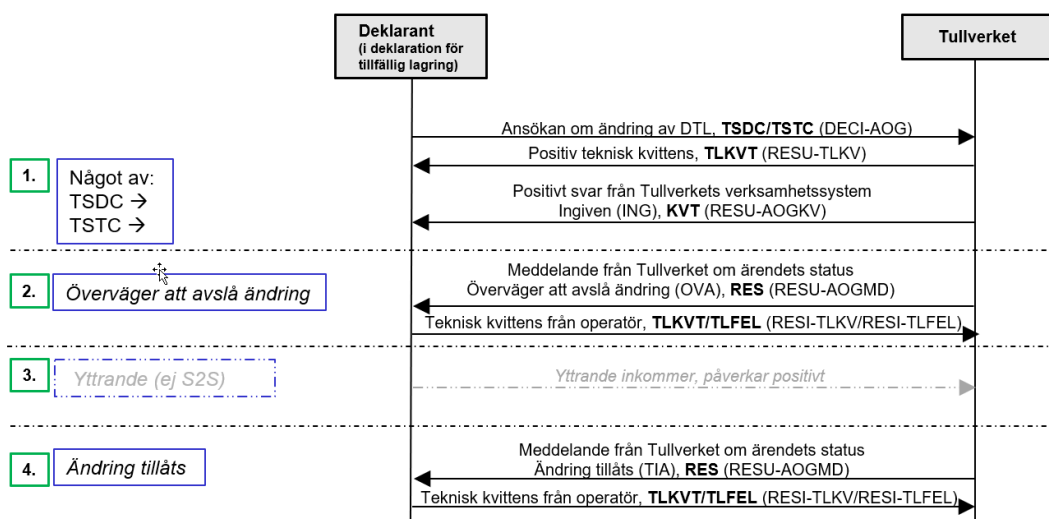 Deklarant
(i deklaration för
tillfällig lagring)
Tullverket
Ansökan om ändring av DTL, TSDC/TSTC (DECI-AOG)
Positiv teknisk kvittens, TLKVT (RESU-TLKV)
1.
Något av:
TSDC →
TSTC →
Positivt svar från Tullverkets verksamhetssystem
Ingiven (ING), KVT (RESU-AOGKV)
2.
Överväger att avslå ändring
Meddelande från Tullverket om ärendets status
Överväger att avslå ändring (OVA), RES (RESU-AOGMD)
Teknisk kvittens från operatör, TLKVT/TLFEL (RESI-TLKV/RESI-TLFEL)
3.
Yttrande (ej S2S)
Yttrande inkommer, påverkar positivt
4.
Ändring tillåts
Meddelande från Tullverket om ärendets status
Ändring tillåts (TIA), RES (RESU-AOGMD)
Teknisk kvittens från operatör, TLKVT/TLFEL (RESI-TLKV/RESI-TLFEL)